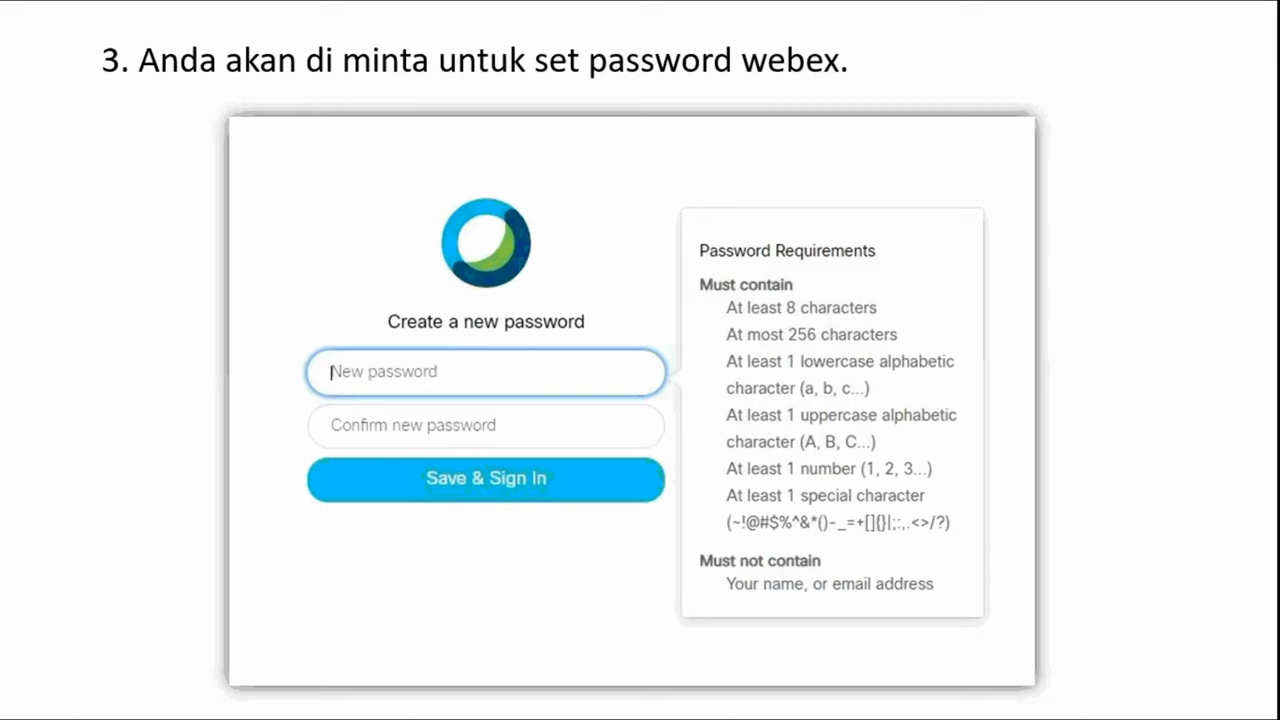 3. Anda akan di minta untuk set password webex.
Create a new password
New password
Confirm new password
Save & Sign In
Password Requirements
Must contain
At least 8 characters
At most 256 characters
At least 1 lowercase alphabetic
character (a, b, c...)
At least 1 uppercase alphabetic
character (A, B, C...)
At least 1 number (1, 2, 3...)
At least 1 special character
(~!@#$%^&*()-_=+[]{}|;:,.<>/?)
Must not contain
Your name, or email address